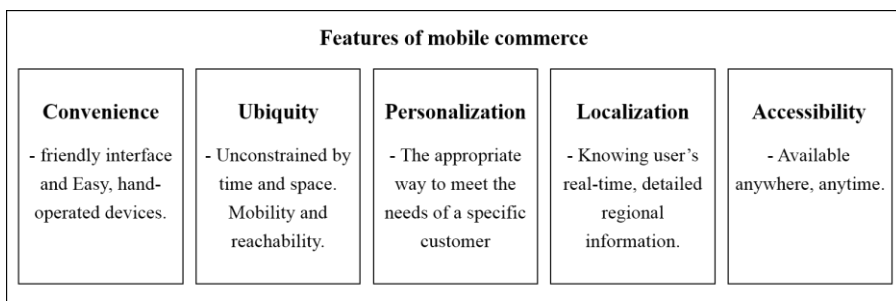 Features of mobile commerce
Convenience
- friendly interface
and Easy, hand-
operated devices.
Ubiquity
- Unconstrained by
time and space.
Mobility and
reachability.
Personalization
- The appropriate
way to meet the
needs of a specific
customer
Localization
- Knowing user’s
real-time, detailed
regional
information.
Accessibility
- Available
anywhere, anytime.